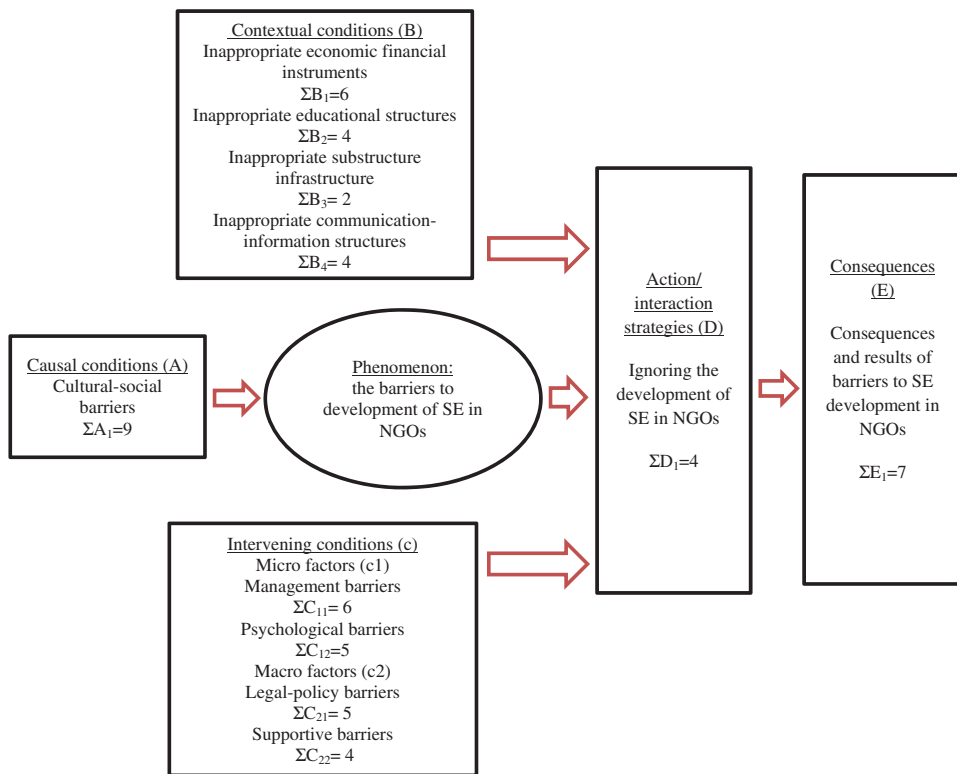 Contextual conditions (B)
Inappropriate economic financial
instruments
ΣB₁=6
Inappropriate educational structures
ΣB₂= 4
Inappropriate substructure
infrastructure
ΣB₃= 2
Inappropriate communication-
information structures
ΣB₄= 4
Causal conditions (A)
Cultural-social
barriers
ΣA₁=9
Phenomenon:
the barriers to
development of SE in
NGOs
Intervening conditions (c)
Micro factors (c1)
Management barriers
ΣC₁₁= 6
Psychological barriers
ΣC₁₂=5
Macro factors (c2)
Legal-policy barriers
ΣC₂₁= 5
Supportive barriers
ΣC₂₂= 4
Action/
interaction
strategies (D)
Ignoring the
development of
SE in NGOs
ΣD₁=4
Consequences
(E)
Consequences
and results of
barriers to SE
development in
NGOs
ΣE₁=7